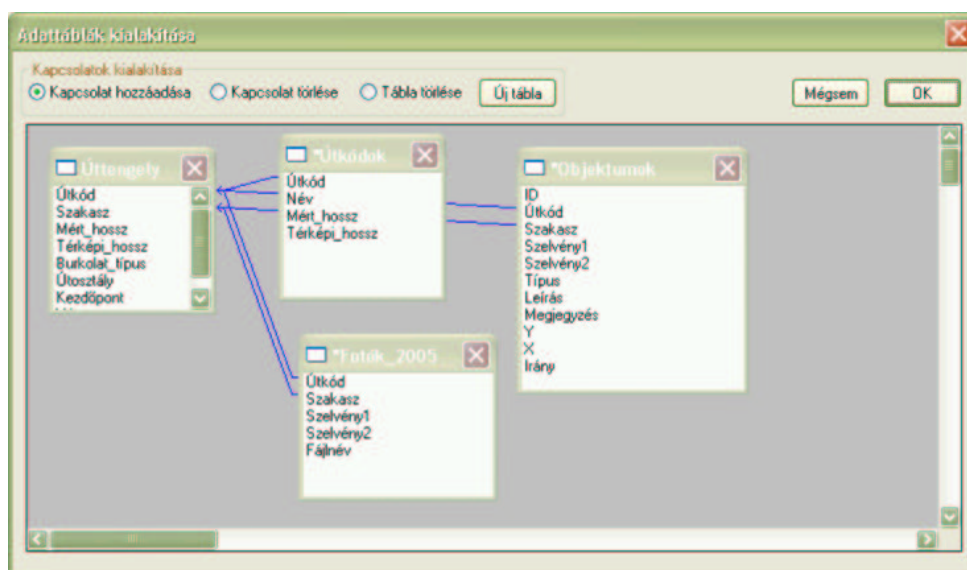 Adattáblák kialakítása
Kapcsolatok kialakítása
Kapcsolat hozzáadása Kapcsolat törlése Tábla törlése Új tábla Mégsem OK
Úttengely
Útkód
Szakasz
Mért_hossz
Térképi_hossz
Burkolat_típus
Útosztály
Kezdőpont
*Útkódok
Útkód
Név
Mért_hossz
Térképi_hossz
*Objektumok
ID
Útkód
Szakasz
Szelvény1
Szelvény2
Típus
Leírás
Megjegyzés
Y
X
Irány
*Fotók_2005
Útkód
Szakasz
Szelvény1
Szelvény2
Fájlnév